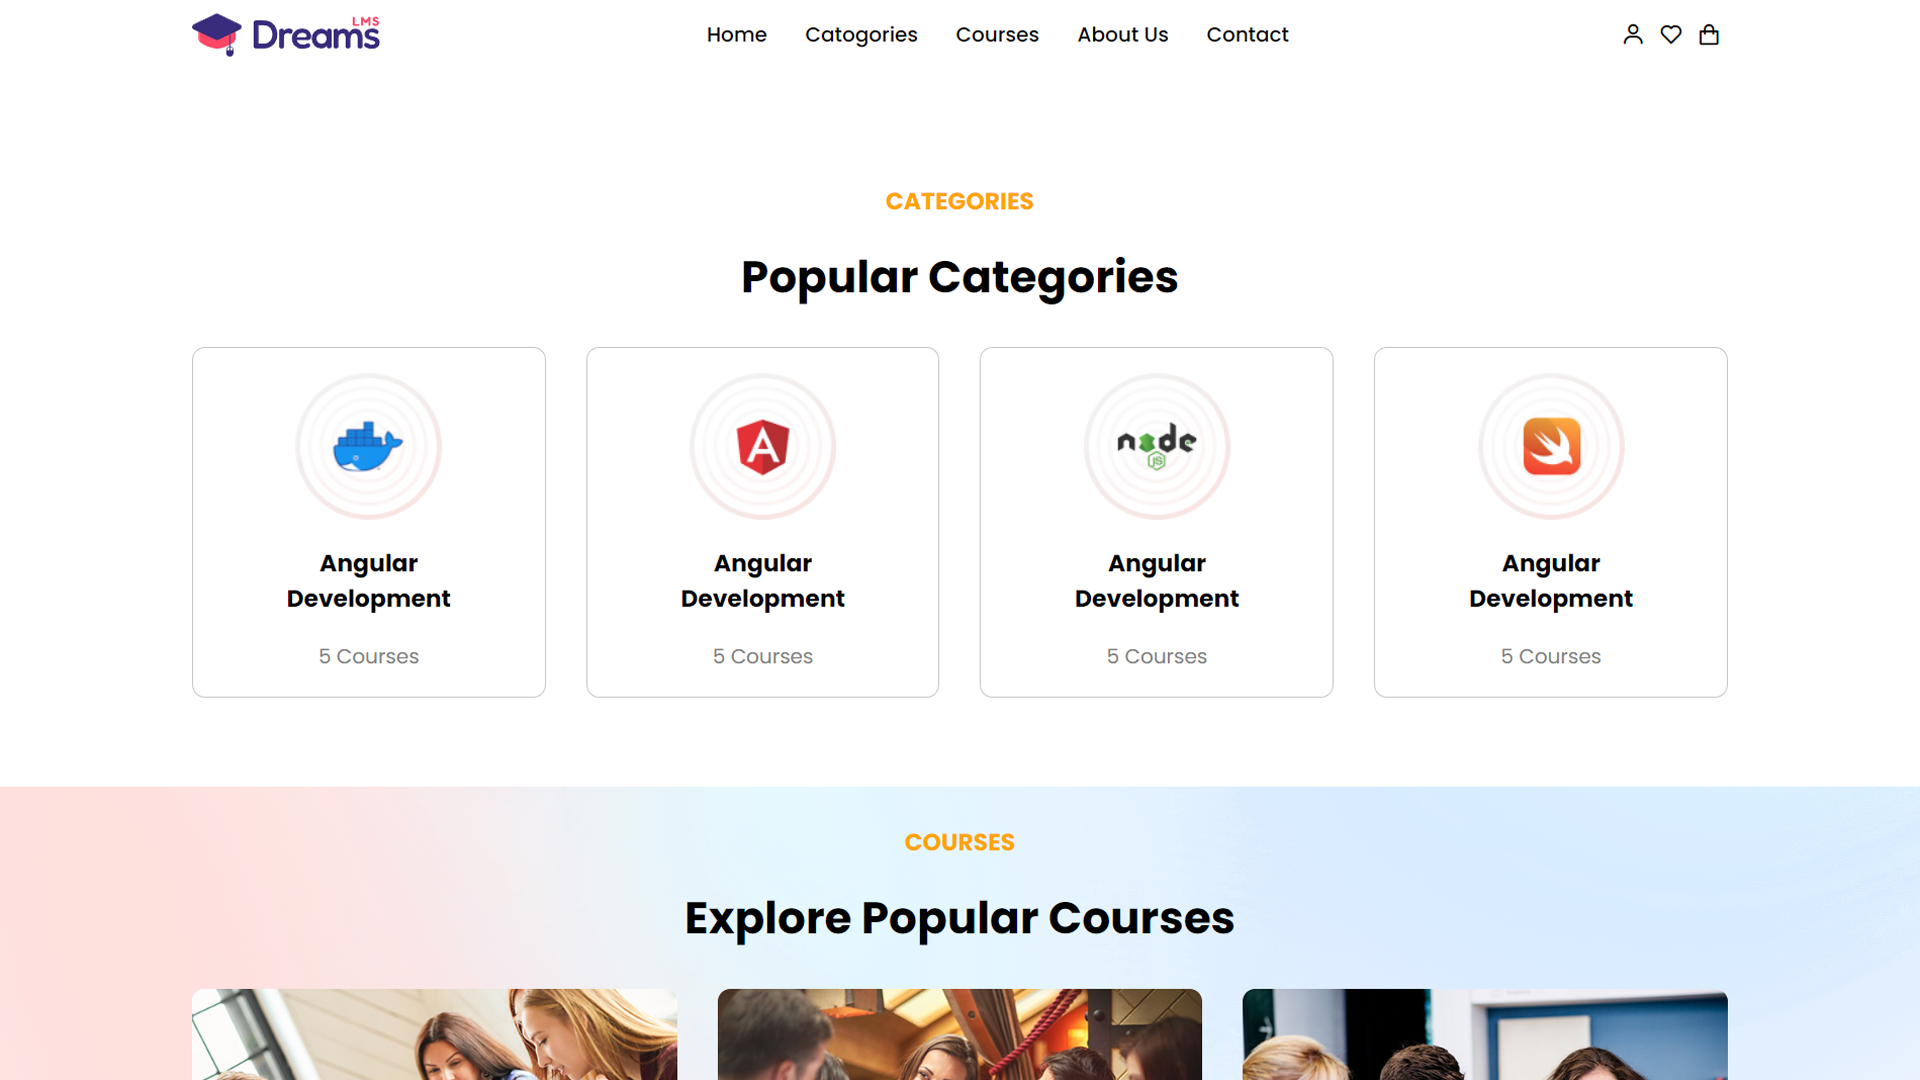 Dreams LMS
Home Catogories Courses About Us Contact
CATEGORIES
Popular Categories
Angular
Development
5 Courses
Angular
Development
5 Courses
node
JS
Angular
Development
5 Courses
Angular
Development
5 Courses
COURSES
Explore Popular Courses